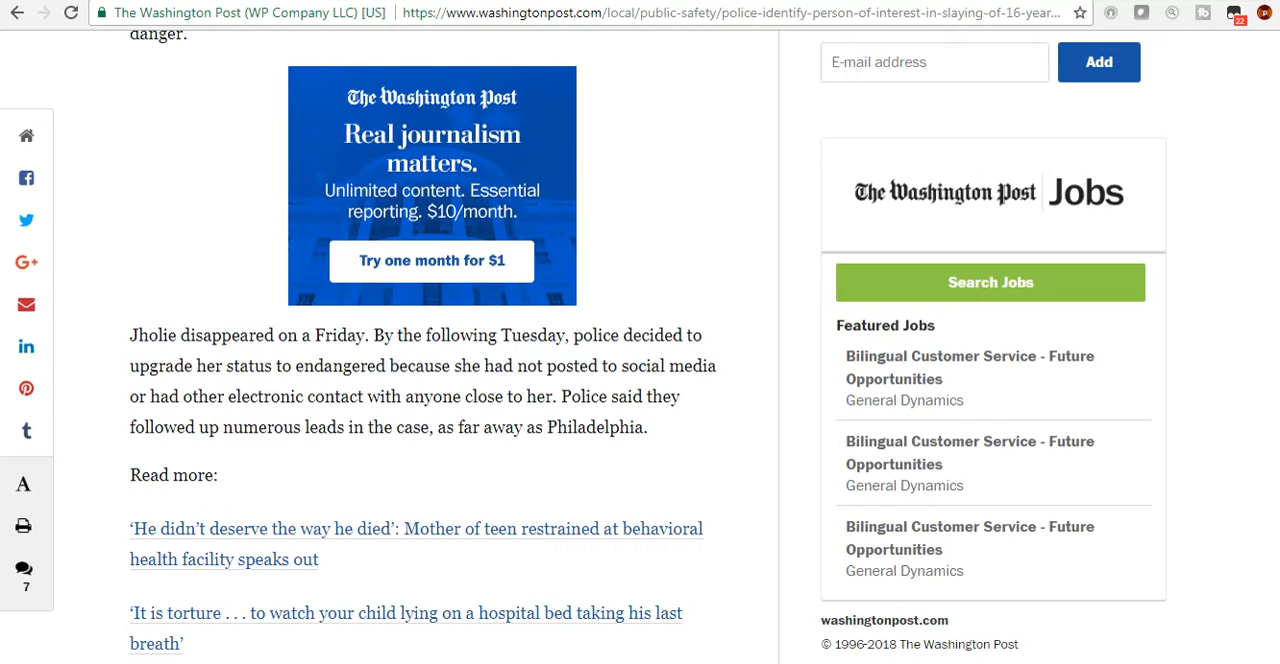 The Washington Post (WP Company LLC) [US] | https://www.washingtonpost.com/local/public-safety/police-identify-person-of-interest-in-slaying-of-16-year...
22
danger.
The Washington Post
Real journalism
matters.
Unlimited content. Essential
reporting. $10/month.
Try one month for $1
Jholie disappeared on a Friday. By the following Tuesday, police decided to
upgrade her status to endangered because she had not posted to social media
or had other electronic contact with anyone close to her. Police said they
followed up numerous leads in the case, as far away as Philadelphia.
Read more:
‘He didn’t deserve the way he died’: Mother of teen restrained at behavioral
health facility speaks out
‘It is torture . . . to watch your child lying on a hospital bed taking his last
breath’
G+
in
t
A
7
E-mail address
Add
The Washington Post | Jobs
Search Jobs
Featured Jobs
Bilingual Customer Service - Future
Opportunities
General Dynamics
Bilingual Customer Service - Future
Opportunities
General Dynamics
Bilingual Customer Service - Future
Opportunities
General Dynamics
washingtonpost.com
© 1996-2018 The Washington Post